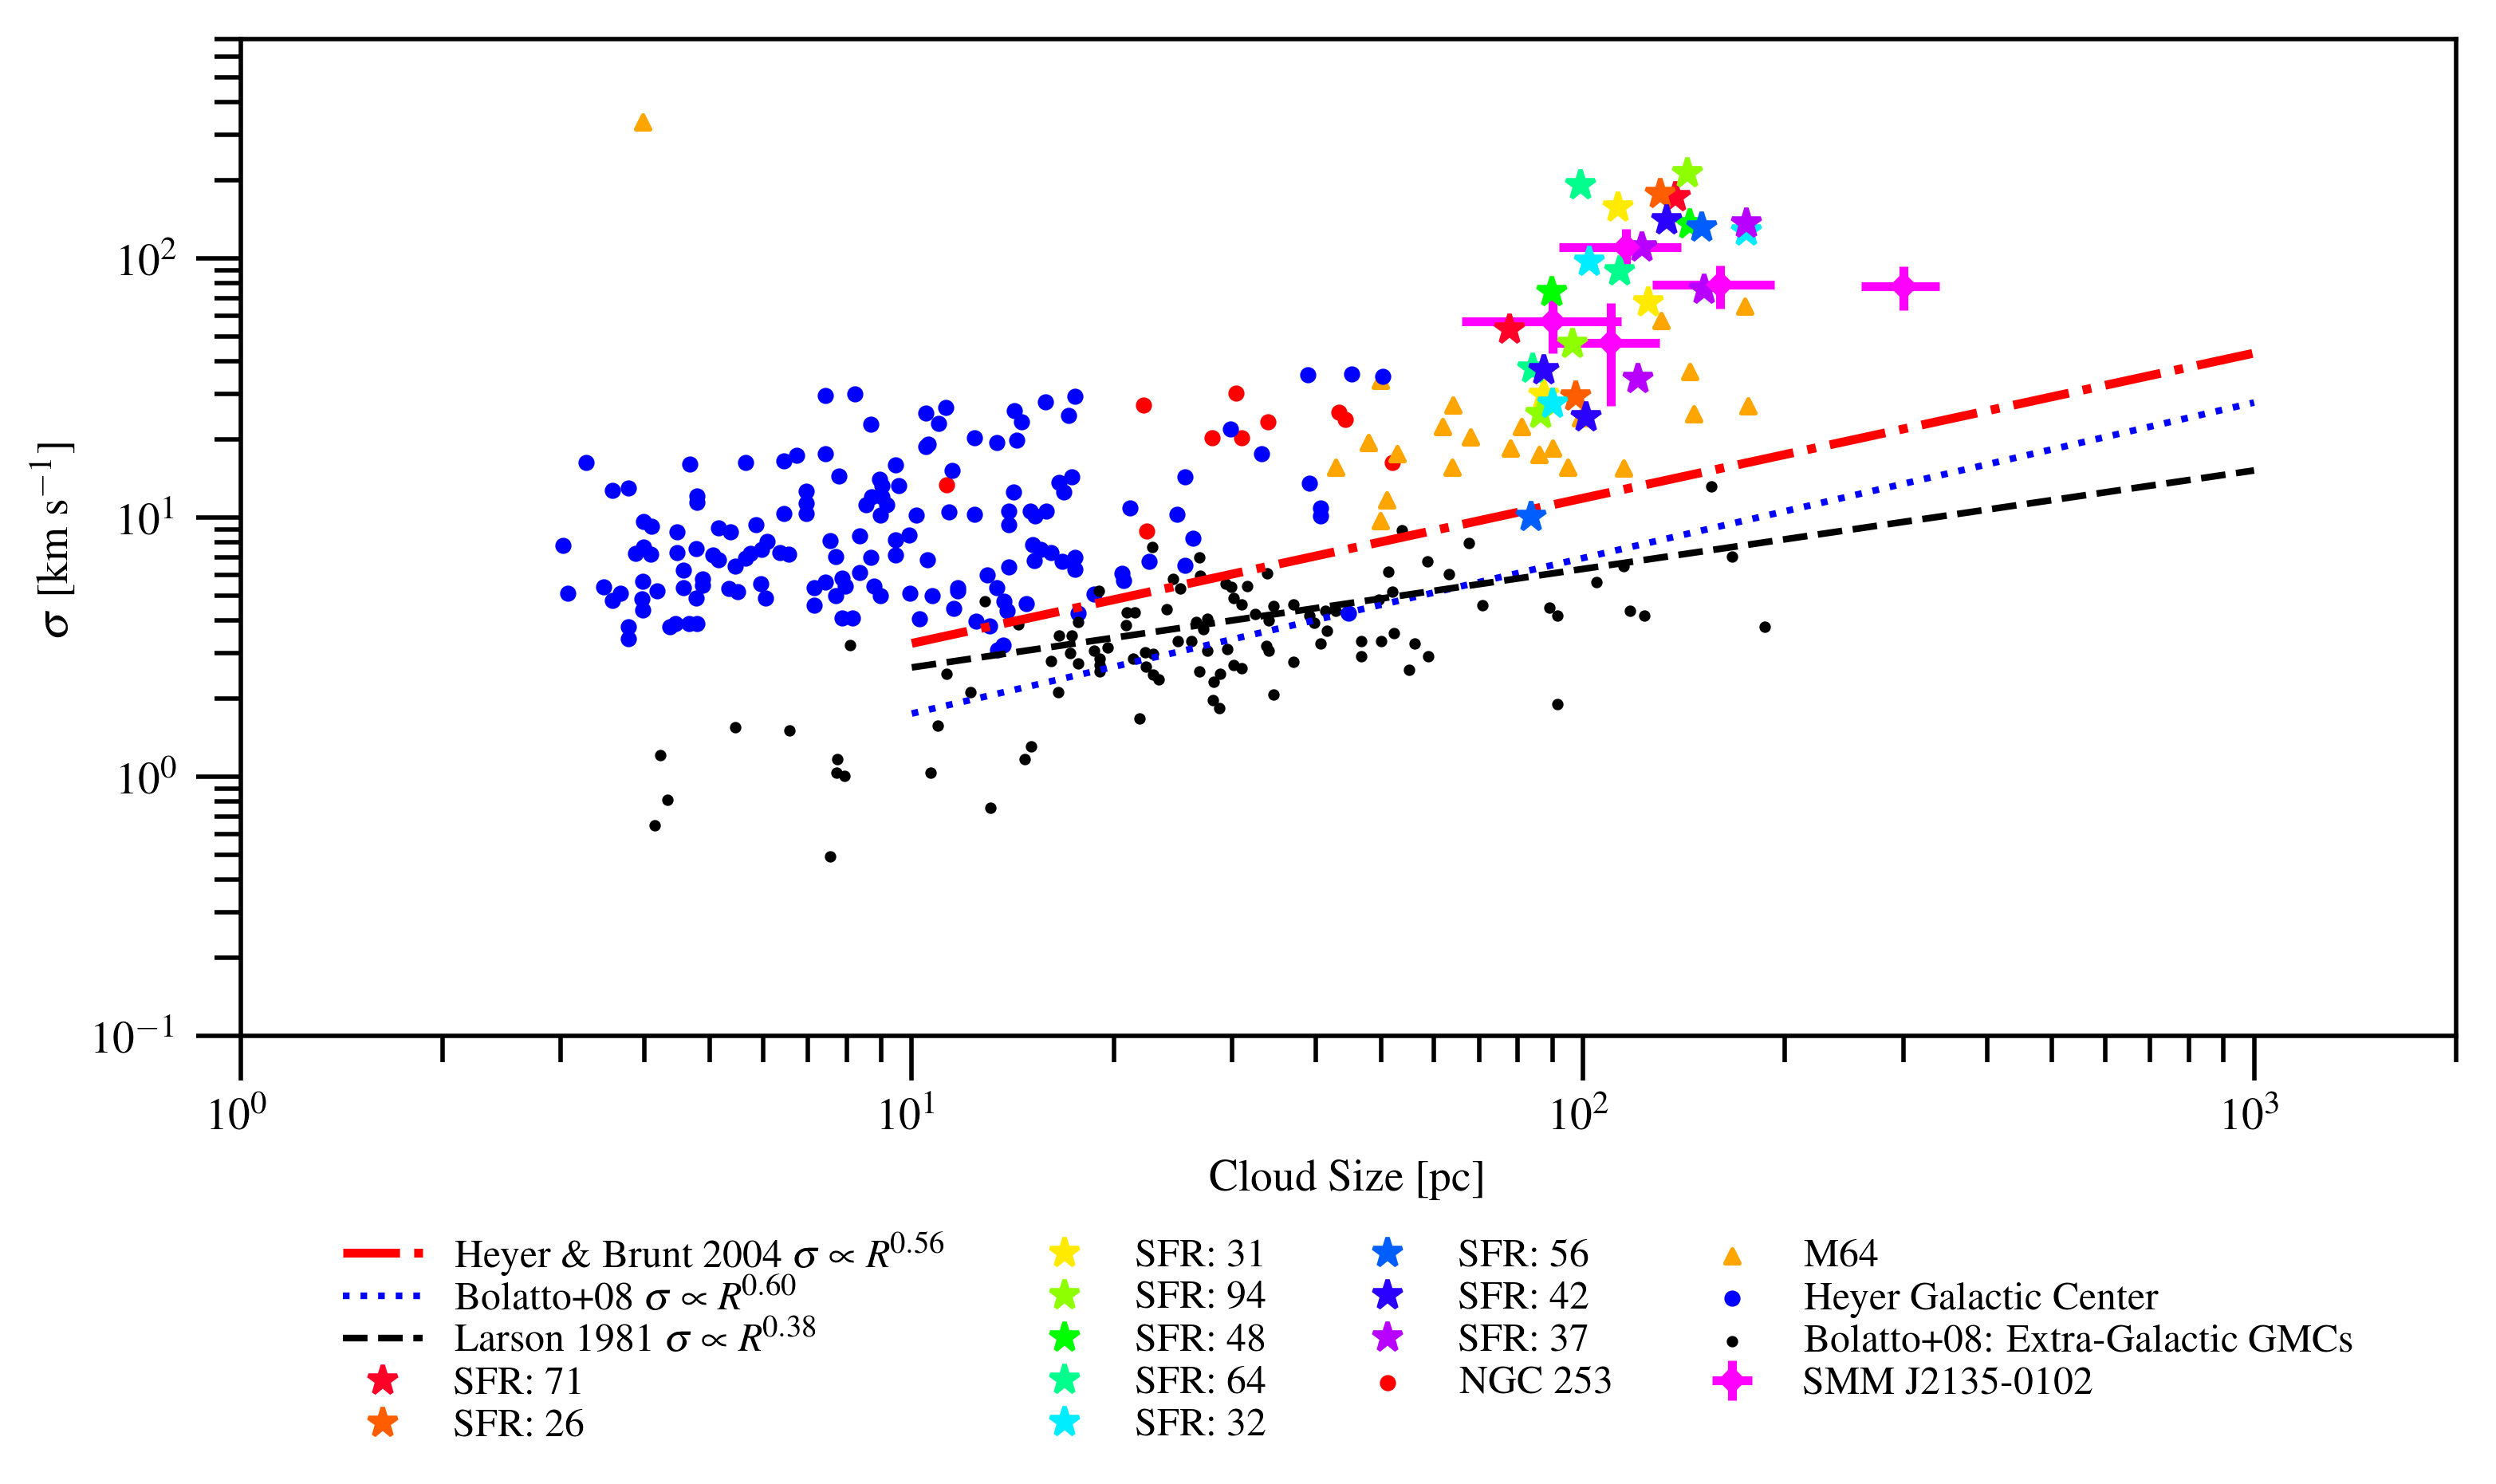 σ [km s⁻¹]
10²
10¹
10⁰
10⁻¹
10⁰ 10¹ 10² 10³
Cloud Size [pc]
Heyer & Brunt 2004 σ ∝ R⁰·⁵⁶
Bolatto+08 σ ∝ R⁰·⁶⁰
Larson 1981 σ ∝ R⁰·³⁸
SFR: 71
SFR: 26
SFR: 31
SFR: 94
SFR: 48
SFR: 64
SFR: 32
SFR: 56
SFR: 42
SFR: 37
NGC 253
M64
Heyer Galactic Center
Bolatto+08: Extra-Galactic GMCs
SMM J2135-0102